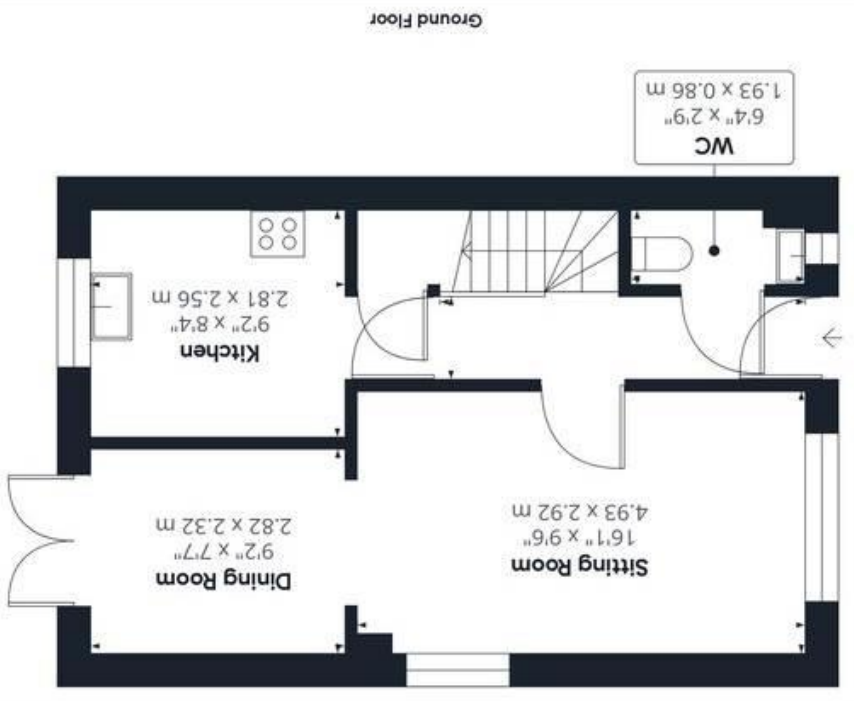 Sitting Room
16'1" x 9'6"
4.93 x 2.92 m
Dining Room
9'2" x 7'7"
2.82 x 2.32 m
Kitchen
9'2" x 8'4"
2.81 x 2.56 m
WC
6'4" x 2'9"
1.93 x 0.86 m
Ground Floor